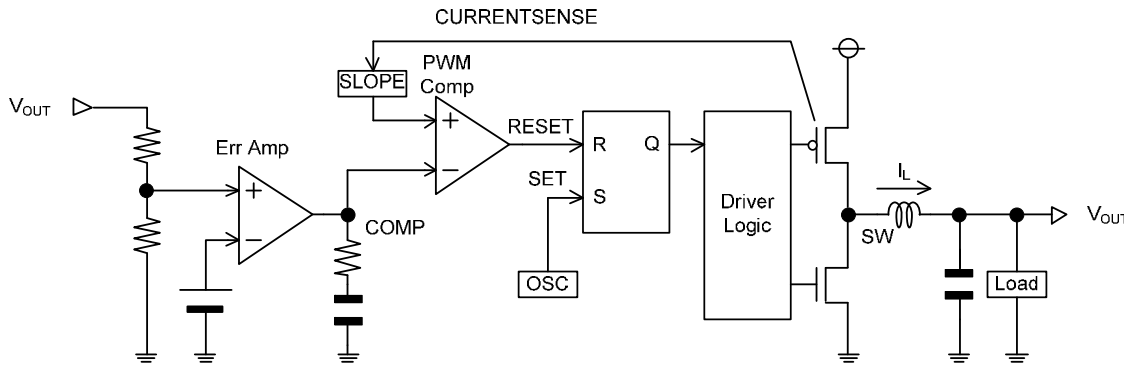 CURRENTSENSE
SLOPE
PWM
Comp
VOUT
+
−
RESET
R
Q
Err Amp
SET
S
+
−
COMP
OSC
Driver
Logic
IL
SW
VOUT
Load